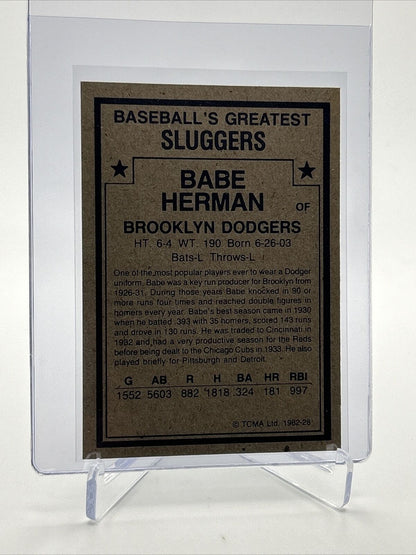 BASEBALL'S GREATEST
SLUGGERS
BABE
HERMAN
OF
BROOKLYN DODGERS
HT. 6-4 WT. 190 Born 6-26-03
Bats-L Throws-L
One of the most popular players ever to wear a Dodger
uniform. Babe was a key run producer for Brooklyn from
1926-31. During those years Babe knocked in 90 or
more runs four times and reached double figures in
homers every year. Babe's best season came in 1930
when he batted .393 with 35 homers, scored 143 runs
and drove in 130 runs. He was traded to Cincinnati in
1932 and had a very productive season for the Reds
before being dealt to the Chicago Cubs in 1933. He also
played briefly for Pittsburgh and Detroit.
G AB R H BA HR RBI
1552 5603 882 1818 .324 181 997
© TCMA Ltd. 1982-28